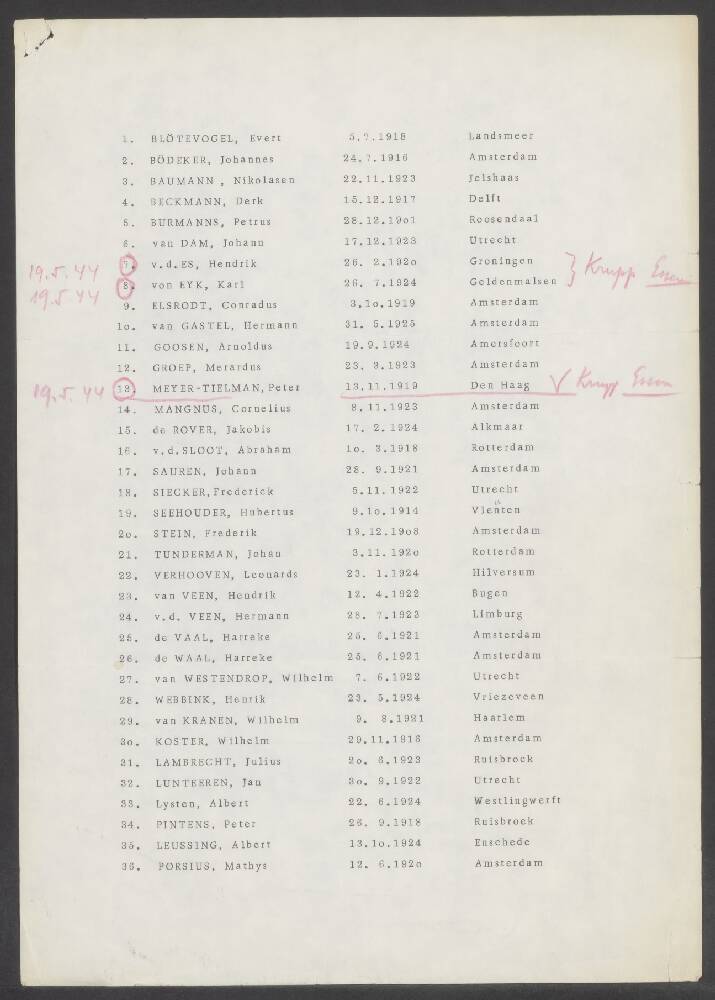 1. BLÖTEVOGEL, Evert 5.7.1918 Landsmeer
2. BÖDEKER, Johannes 24.7.1916 Amsterdam
3. BAUMANN , Nikolasen 22.11.1923 Jelshaas
4. BECKMANN, Derk 15.12.1917 Delft
5. BURMANNS, Petrus 28.12.19o1 Roosendaal
6. van DAM, Johann 17.12.1923 Utrecht
19.5.44 7. v.d.ES, Hendrik 26. 2.192o Groningen } Krupp Essen
19.5.44 8. von EYK, Karl 26. 7.1924 Geldenmalsen
9. ELSRODT, Conradus 3.1o.1919 Amsterdam
1o. van GASTEL, Hermann 31. 5.1925 Amsterdam
11. GOOSEN, Arnoldus 19.9.1924 Amersfoort
12. GROEP, Merardus 23. 3.1923 Amsterdam
19.5.44 13. MEYER-TIELMAN, Peter 13.11.1919 Den Haag √ Krupp Essen
14. MANGNUS, Cornelius 8.11.1923 Amsterdam
15. de ROVER, Jakobis 17. 2.1924 Alkmaar
16. v.d.SLOOT, Abraham 1o. 3.1918 Rotterdam
17. SAUREN, Johann 28. 9.1921 Amsterdam
18. SIECKER, Frederick 5.11.1922 Utrecht
19. SEEHOUDER, Hubertus 9.1o.1914 Vleuten
2o. STEIN, Frederik 19.12.19o8 Amsterdam
21. TUNDERMAN, Johan 3.11.192o Rotterdam
22. VERHOOVEN, Leonards 23. 1.1924 Hilversum
23. van VEEN, Hendrik 12. 4.1922 Bugen
24. v.d. VEEN, Hermann 28. 7.1923 Limburg
25. de VAAL, Harreke 25. 6.1921 Amsterdam
26. de WAAL, Harreke 25. 6.1921 Amsterdam
27. van WESTENDROP, Wilhelm 7. 6.1922 Utrecht
28. WEBBINK, Henrik 23. 5.1924 Vriezeveen
29. van KRANEN, Wilhelm 9. 8.1921 Haarlem
3o. KOSTER, Wilhelm 29.11.1918 Amsterdam
31. LAMBRECHT, Julius 2o. 8.1923 Ruisbroek
32. LUNTEEREN, Jan 3o. 9.1922 Utrecht
33. Lysten, Albert 22. 6.1924 Westlingwerft
34. PINTENS, Peter 26. 9.1918 Ruisbroek
35. LEUSSING, Albert 13.1o.1924 Enschede
36. PORSIUS, Mathys 12. 6.192o Amsterdam